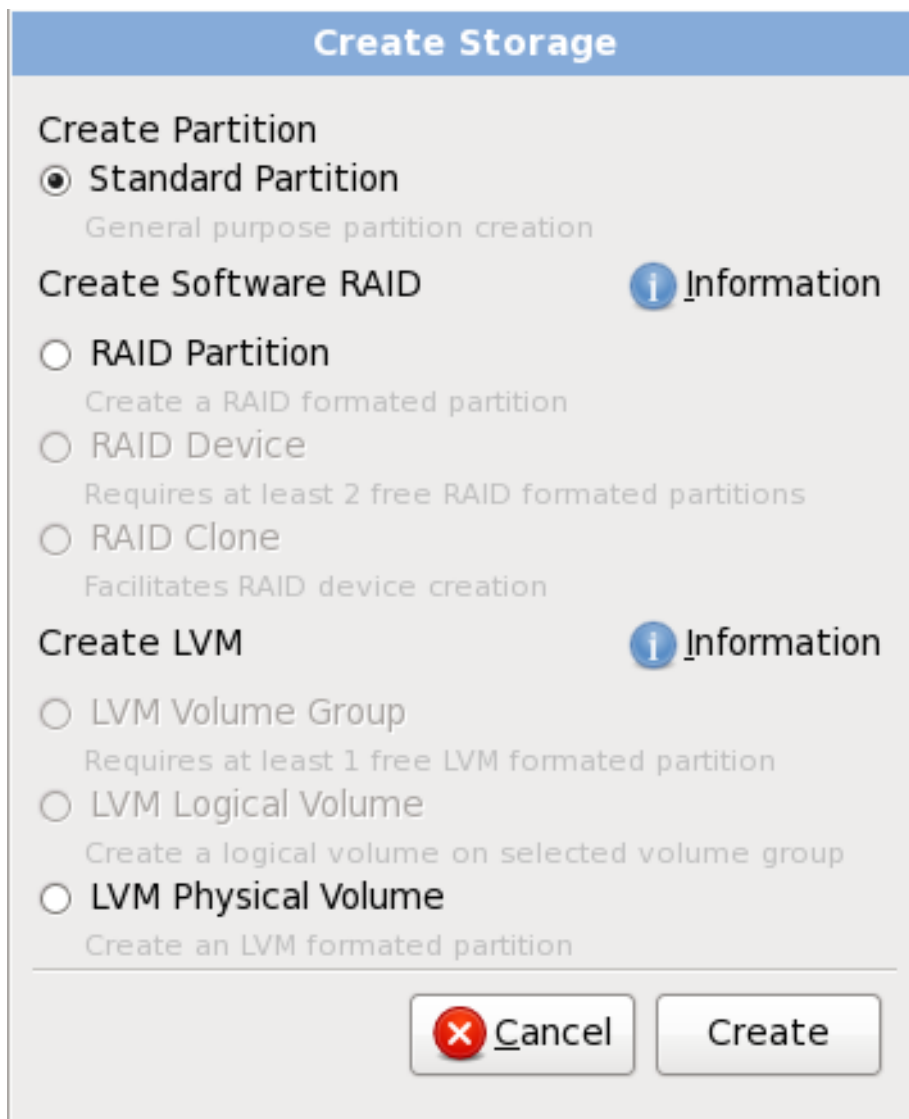 Create Storage
Create Partition
Standard Partition
General purpose partition creation
Create Software RAID Information
RAID Partition
Create a RAID formated partition
RAID Device
Requires at least 2 free RAID formated partitions
RAID Clone
Facilitates RAID device creation
Create LVM Information
LVM Volume Group
Requires at least 1 free LVM formated partition
LVM Logical Volume
Create a logical volume on selected volume group
LVM Physical Volume
Create an LVM formated partition
Cancel Create